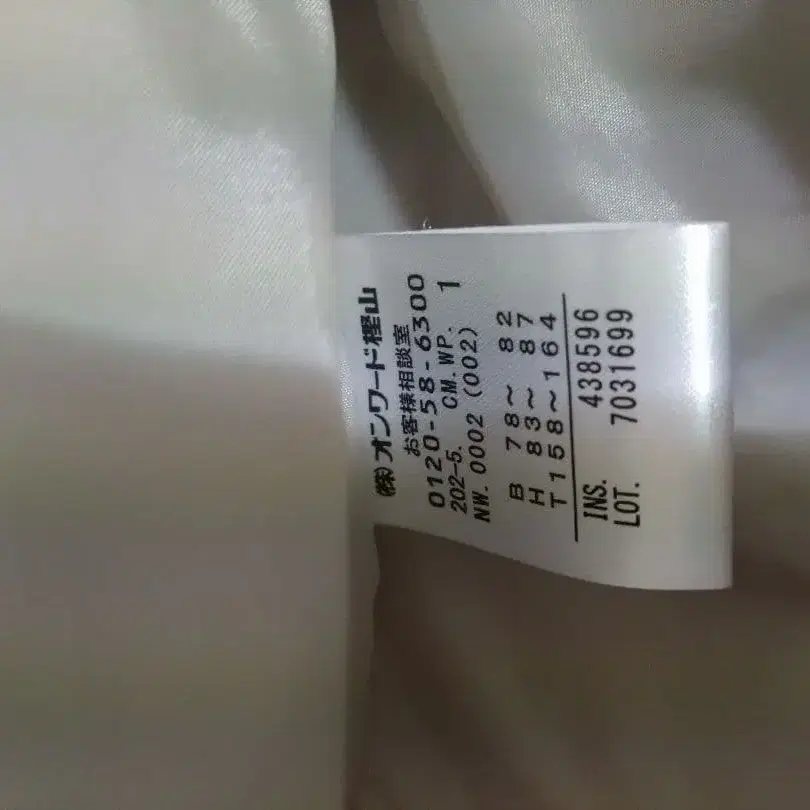 (株)オンワード樫山
お客様相談室
0120-58-6300
202-5. CM.WP. 1
NW.0002 (002)
B 78〜 82
H 83〜 87
T 158〜164
INS. 438596
LOT. 7031699